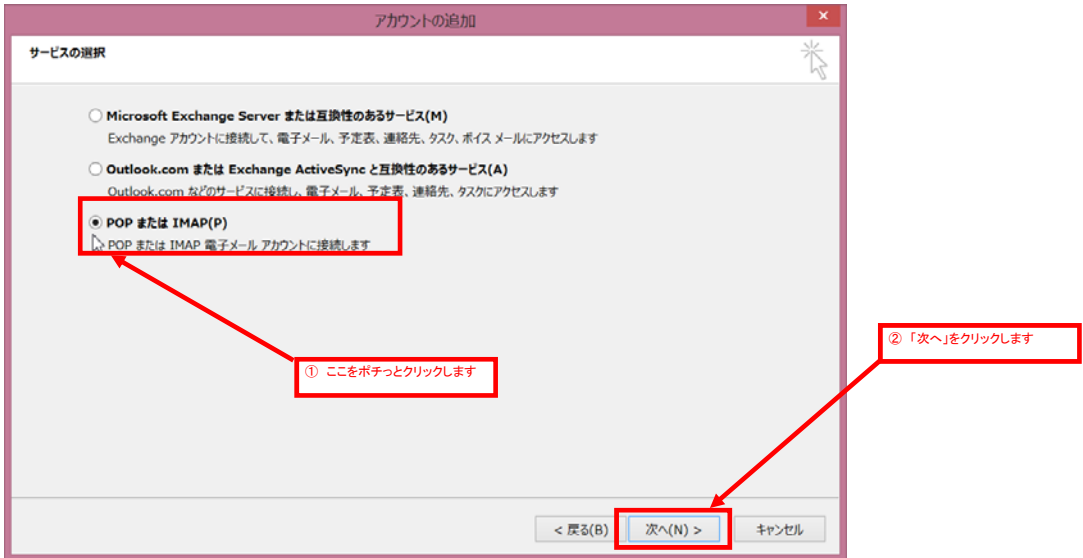 アカウントの追加
サービスの選択
Microsoft Exchange Server または互換性のあるサービス(M)
Exchange アカウントに接続して、電子メール、予定表、連絡先、タスク、ボイス メールにアクセスします
Outlook.com または Exchange ActiveSync と互換性のあるサービス(A)
Outlook.com などのサービスに接続し、電子メール、予定表、連絡先、タスクにアクセスします
POP または IMAP(P)
POP または IMAP 電子メール アカウントに接続します
② 「次へ」をクリックします
① ここをポチっとクリックします
< 戻る(B)
次へ(N) >
キャンセル